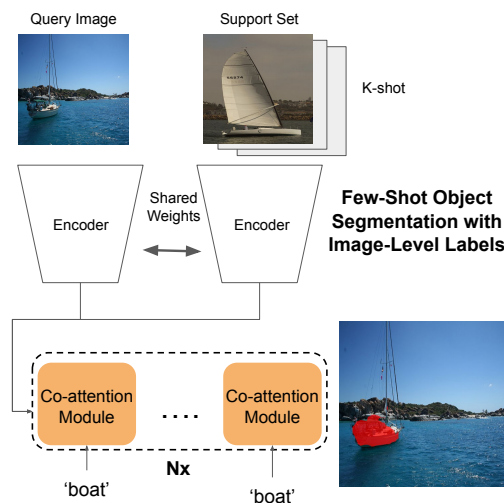 Query Image
Support Set
K-shot
Encoder
Shared
Weights
Encoder
Few-Shot Object
Segmentation with
Image-Level Labels
Co-attention
Module
....
Co-attention
Module
Nx
'boat'
'boat'